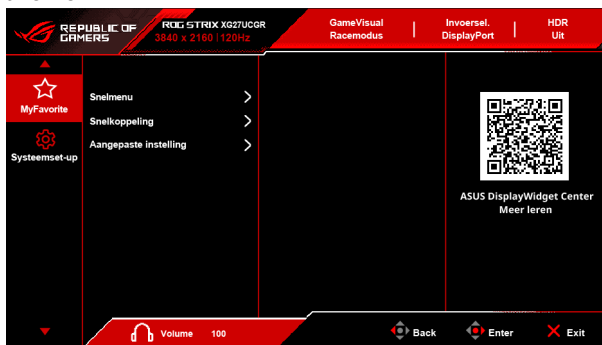 REPUBLIC OF
GAMERS
ROG STRIX XG27UCGR
3840 x 2160 120Hz
GameVisual
Racemodus
Invoersel.
DisplayPort
HDR
Uit
MyFavorite
Systeemset-up
Snelmenu
Snelkoppeling
Aangepaste instelling
ASUS DisplayWidget Center
Meer leren
Volume 100
Back
Enter
Exit